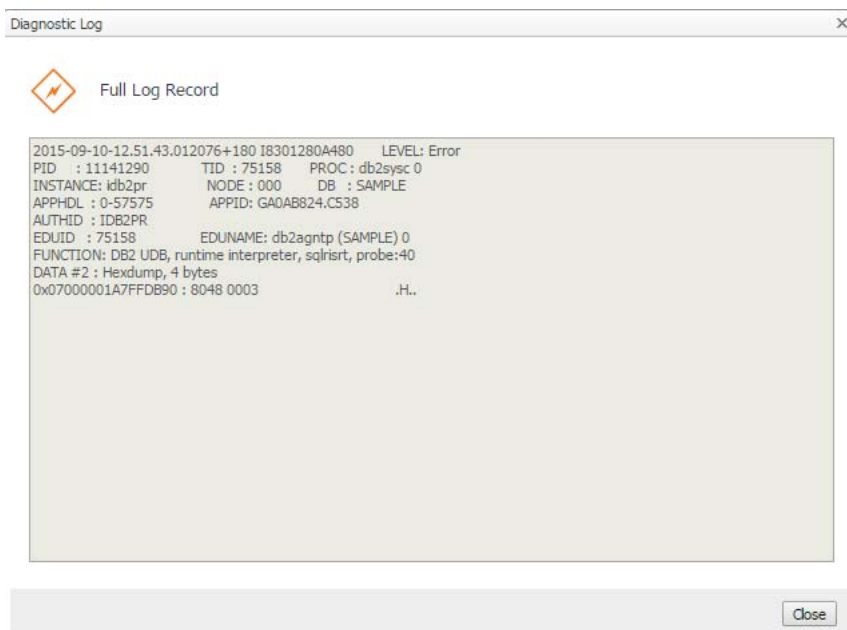 Diagnostic Log
Full Log Record
2015-09-10-12.51.43.012076+180 I8301280A480 LEVEL: Error
PID : 11141290 TID : 75158 PROC : db2sysc 0
INSTANCE: idb2pr NODE : 000 DB : SAMPLE
APPHDL : 0-57575 APPID: GA0AB824.C538
AUTHID : IDB2PR
EDUID : 75158 EDUNAME: db2agntp (SAMPLE) 0
FUNCTION: DB2 UDB, runtime interpreter, sqlrisrt, probe:40
DATA #2 : Hexdump, 4 bytes
0x07000001A7FFDB90 : 8048 0003 .H..
Close